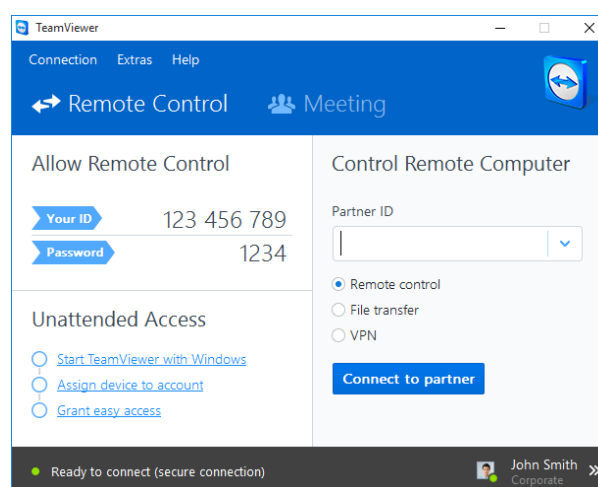 TeamViewer
Connection Extras Help
Remote Control Meeting
Allow Remote Control
Your ID 123 456 789
Password 1234
Unattended Access
Start TeamViewer with Windows
Assign device to account
Grant easy access
Control Remote Computer
Partner ID
Remote control
File transfer
VPN
Connect to partner
Ready to connect (secure connection)
John Smith
Corporate